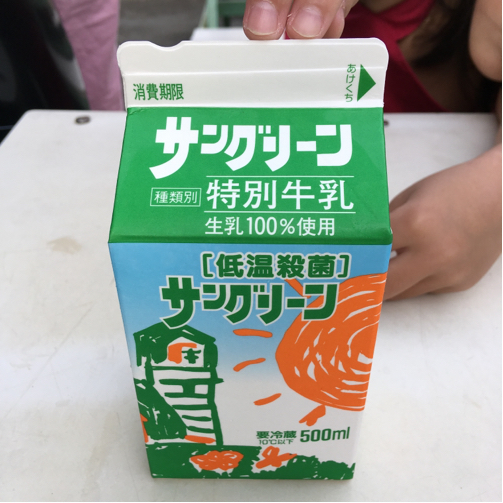 消費期限
あけくち
サングリーン
種類別 特別牛乳
生乳100%使用
[低温殺菌]
サングリーン
要冷蔵 500ml
10℃以下